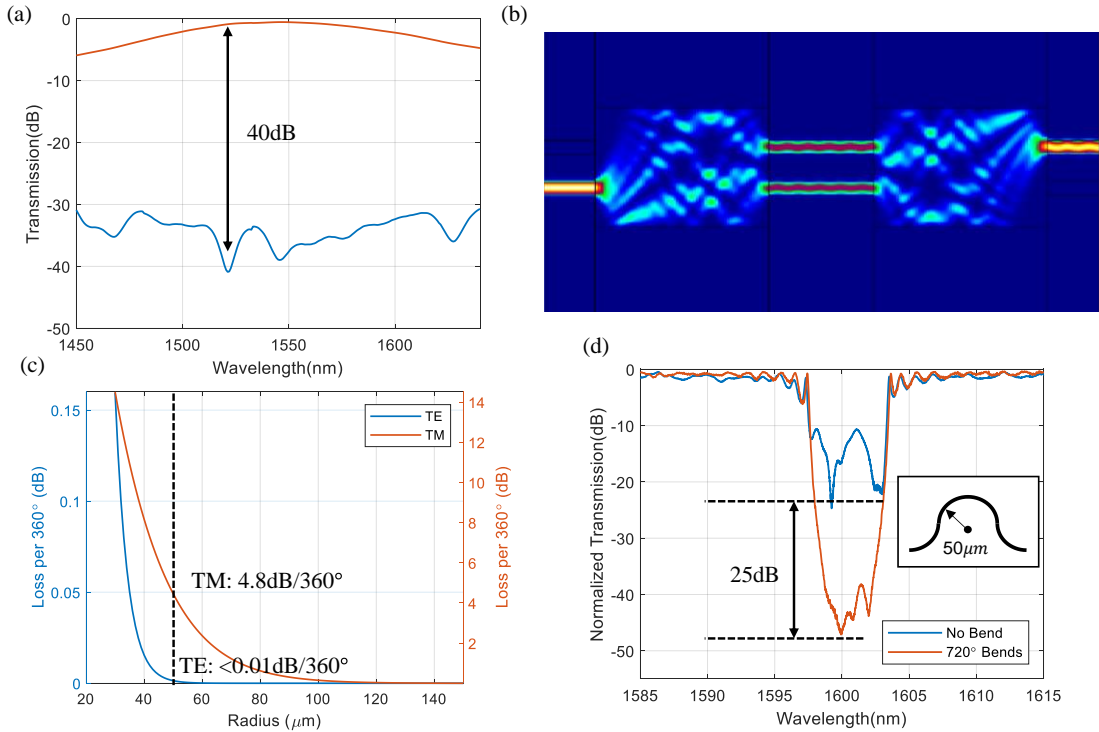 (a)
0
-10
-20
-30
-40
-50
Transmission(dB)
40dB
1450
1500
1550
1600
Wavelength(nm)
(b)
(c)
0.15
0.1
0.05
0
Loss per 360° (dB)
TE
TM
14
12
10
8
6
4
2
Loss per 360° (dB)
TM: 4.8dB/360°
TE: <0.01dB/360°
20
40
60
80
100
120
140
Radius (μm)
(d)
0
-10
-20
-30
-40
-50
Normalized Transmission(dB)
25dB
50μm
No Bend
720° Bends
1585
1590
1595
1600
1605
1610
1615
Wavelength(nm)